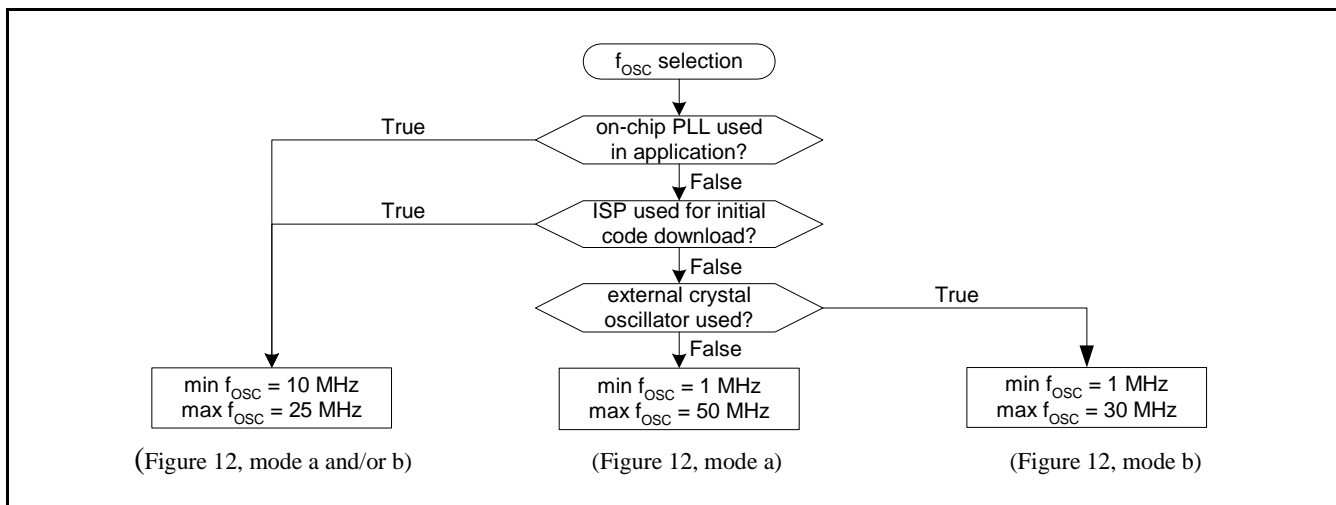 fOSC selection
True
on-chip PLL used
in application?
False
True
ISP used for initial
code download?
False
external crystal
oscillator used?
True
False
min fOSC = 10 MHz
max fOSC = 25 MHz
min fOSC = 1 MHz
max fOSC = 50 MHz
min fOSC = 1 MHz
max fOSC = 30 MHz
(Figure 12, mode a and/or b)
(Figure 12, mode a)
(Figure 12, mode b)